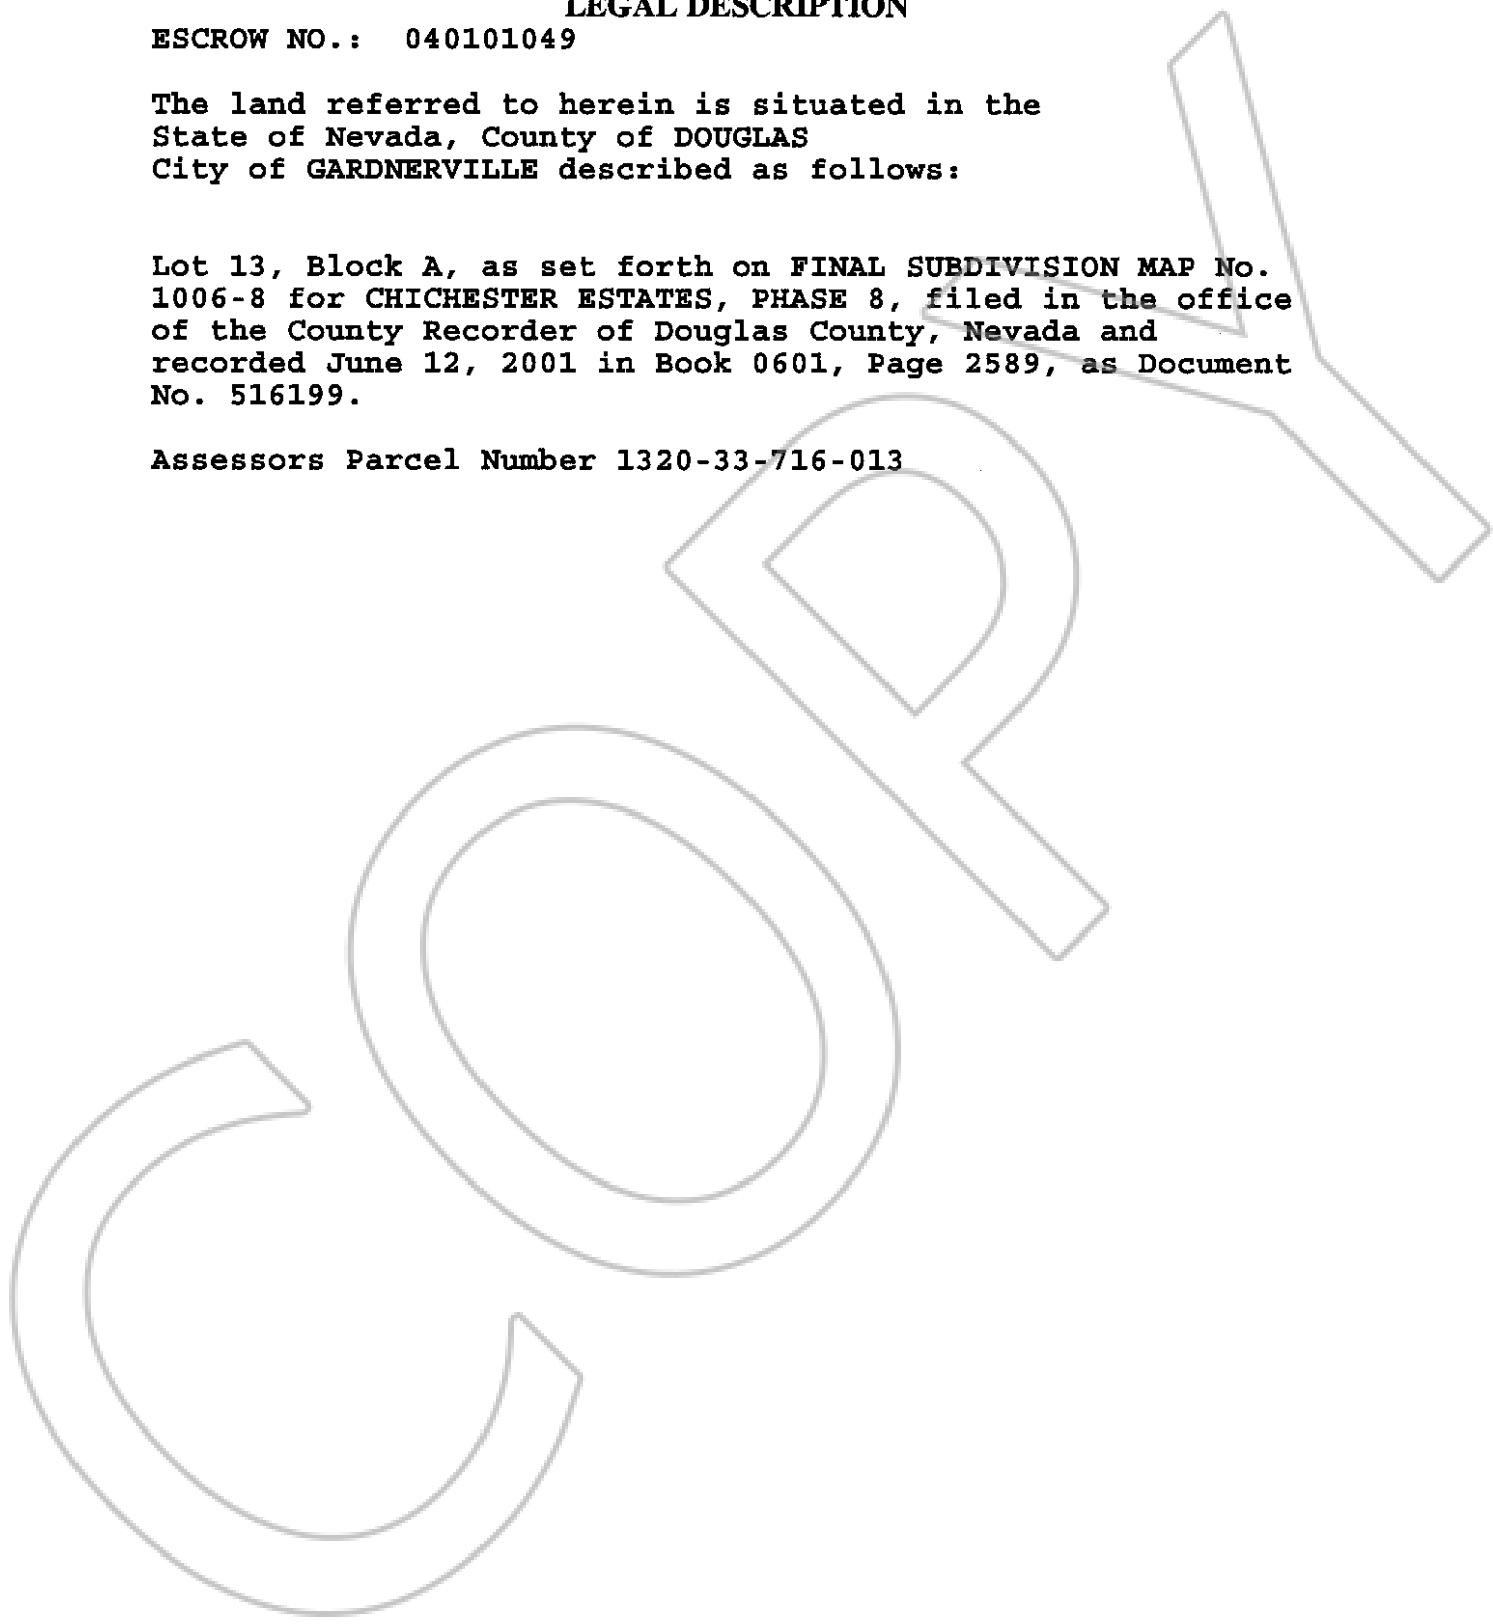 LEGAL DESCRIPTION
ESCROW NO.: 040101049
The land referred to herein is situated in the
State of Nevada, County of DOUGLAS
City of GARDNERVILLE described as follows:
Lot 13, Block A, as set forth on FINAL SUBDIVISION MAP No.
1006-8 for CHICHESTER ESTATES, PHASE 8, filed in the office
of the County Recorder of Douglas County, Nevada and
recorded June 12, 2001 in Book 0601, Page 2589, as Document
No. 516199.
Assessors Parcel Number 1320-33-716-013
COPY